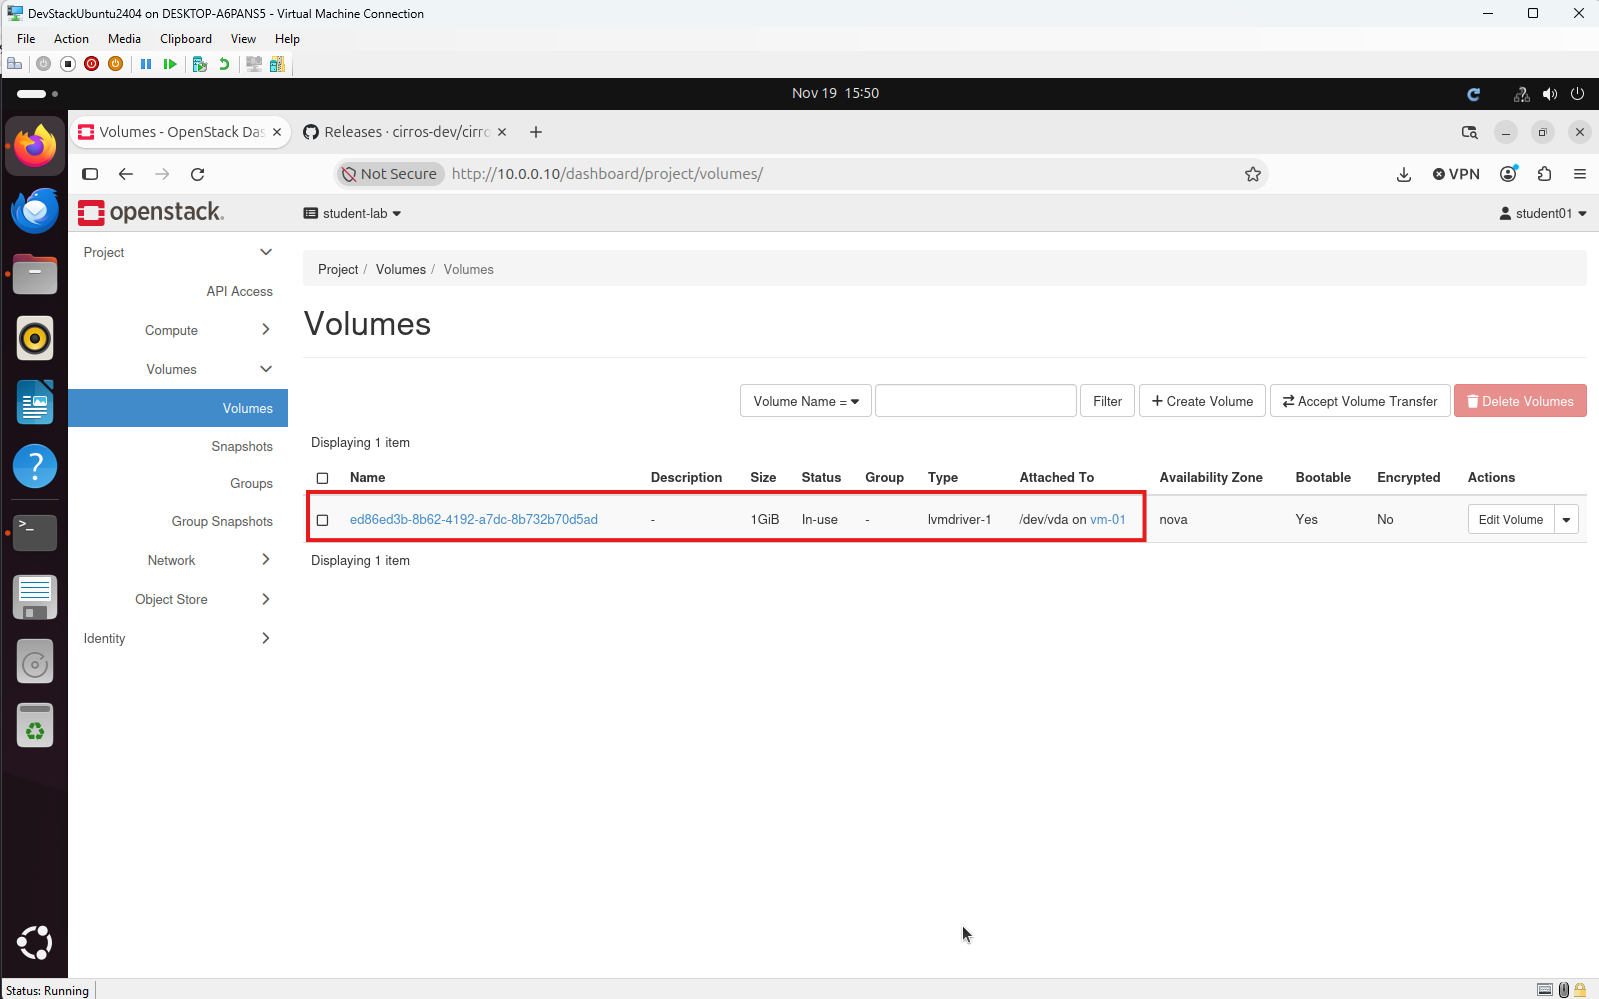 DevStackUbuntu2404 on DESKTOP-A6PANS5 - Virtual Machine Connection
File Action Media Clipboard View Help
Nov 19 15:50
Volumes - OpenStack Das
Releases · cirros-dev/cirro
Not Secure http://10.0.0.10/dashboard/project/volumes/
VPN
openstack.
student-lab
student01
Project
API Access
Compute
Volumes
Volumes
Snapshots
Groups
Group Snapshots
Network
Object Store
Identity
Project / Volumes / Volumes
Volumes
Volume Name = Filter Create Volume Accept Volume Transfer Delete Volumes
Displaying 1 item
Name Description Size Status Group Type Attached To Availability Zone Bootable Encrypted Actions
ed86ed3b-8b62-4192-a7dc-8b732b70d5ad - 1GiB In-use - lvmdriver-1 /dev/vda on vm-01 nova Yes No Edit Volume
Displaying 1 item
Status: Running